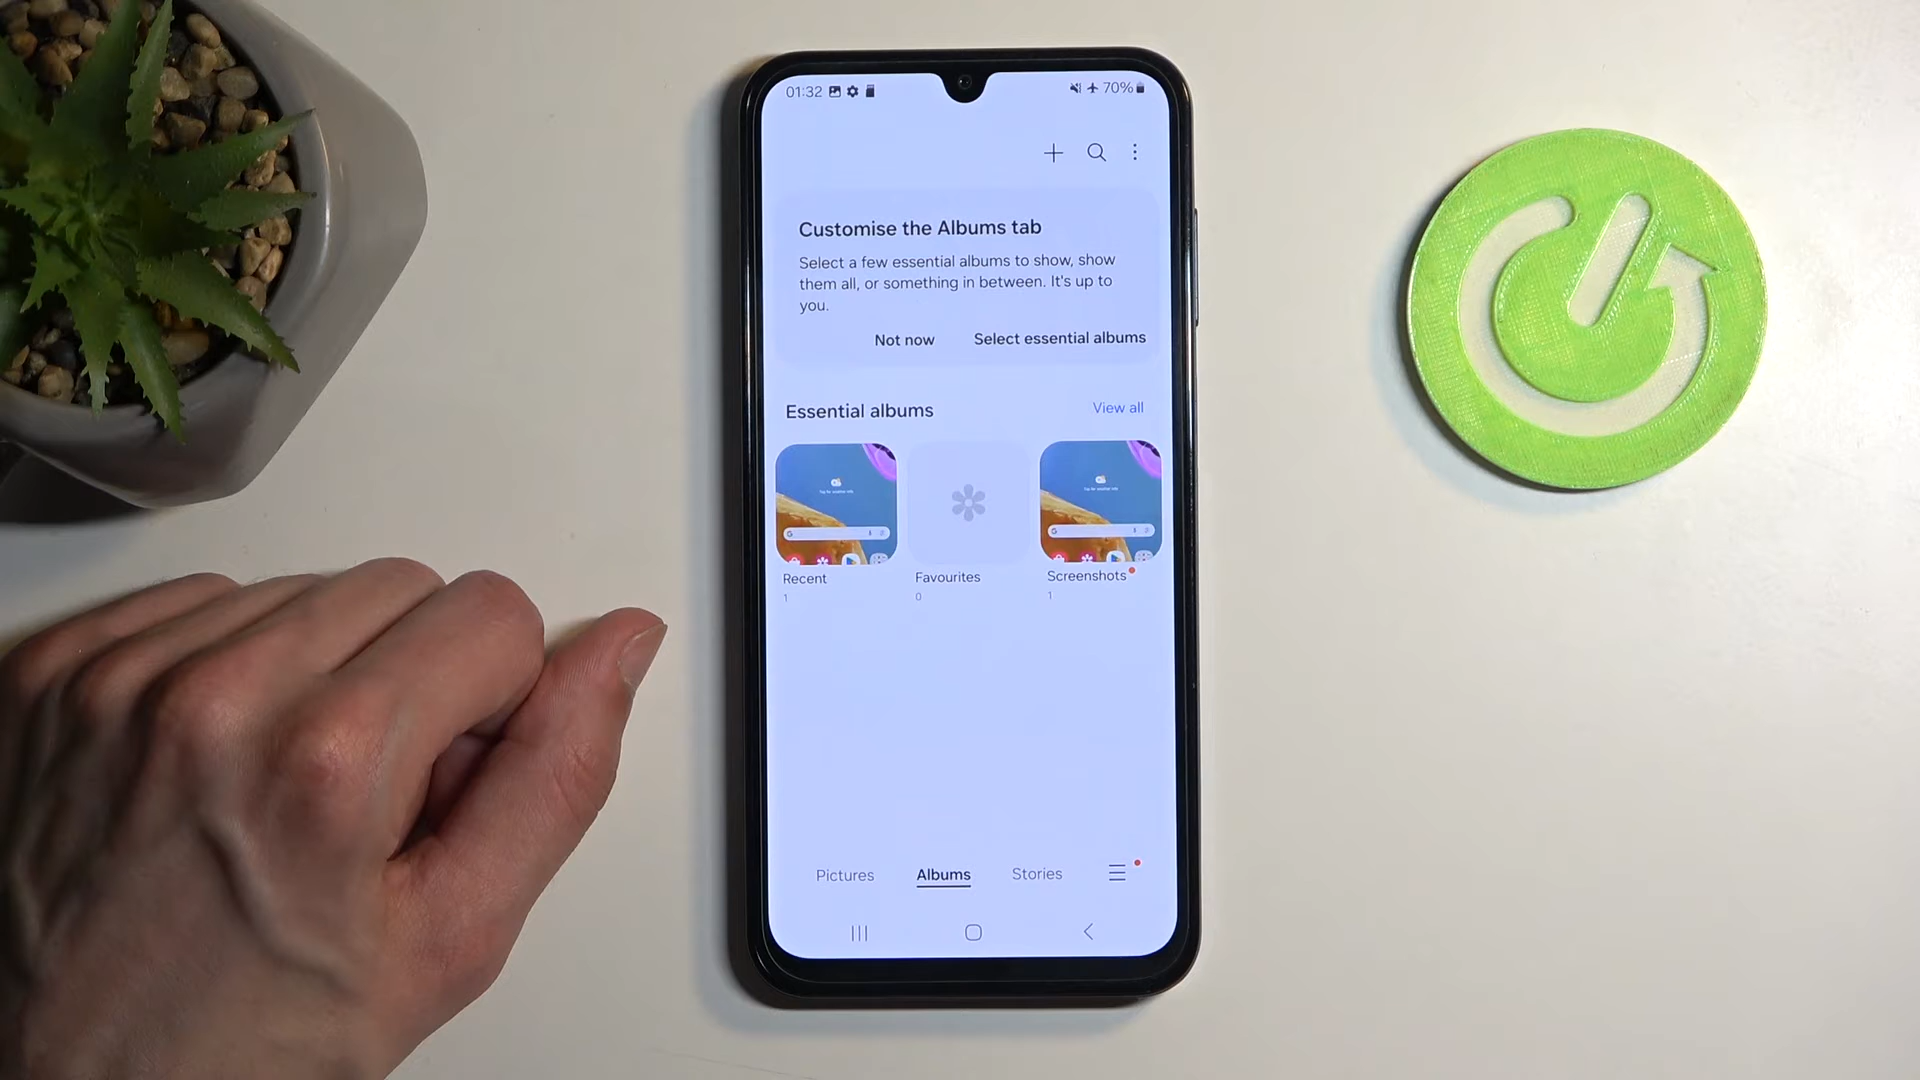 01:32
70%
Customise the Albums tab
Select a few essential albums to show, show
them all, or something in between. It's up to
you.
Not now Select essential albums
Essential albums View all
Recent Favourites Screenshots
1 0 1
Pictures Albums Stories